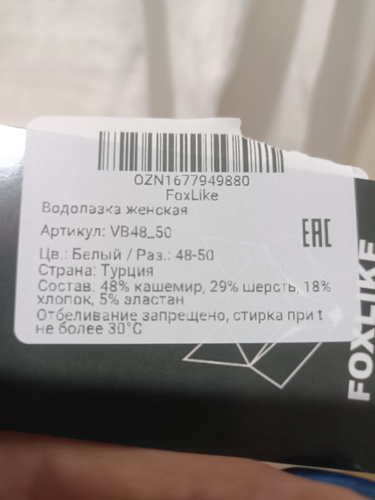 OZN1677949880
FoxLike
Водолазка женская
Артикул: VB48_50
Цв.: Белый / Раз.: 48-50
Страна: Турция
Состав: 48% кашемир, 29% шерсть, 18%
хлопок, 5% эластан
Отбеливание запрещено, стирка при t
не более 30°C
EAC
FOXLIKE